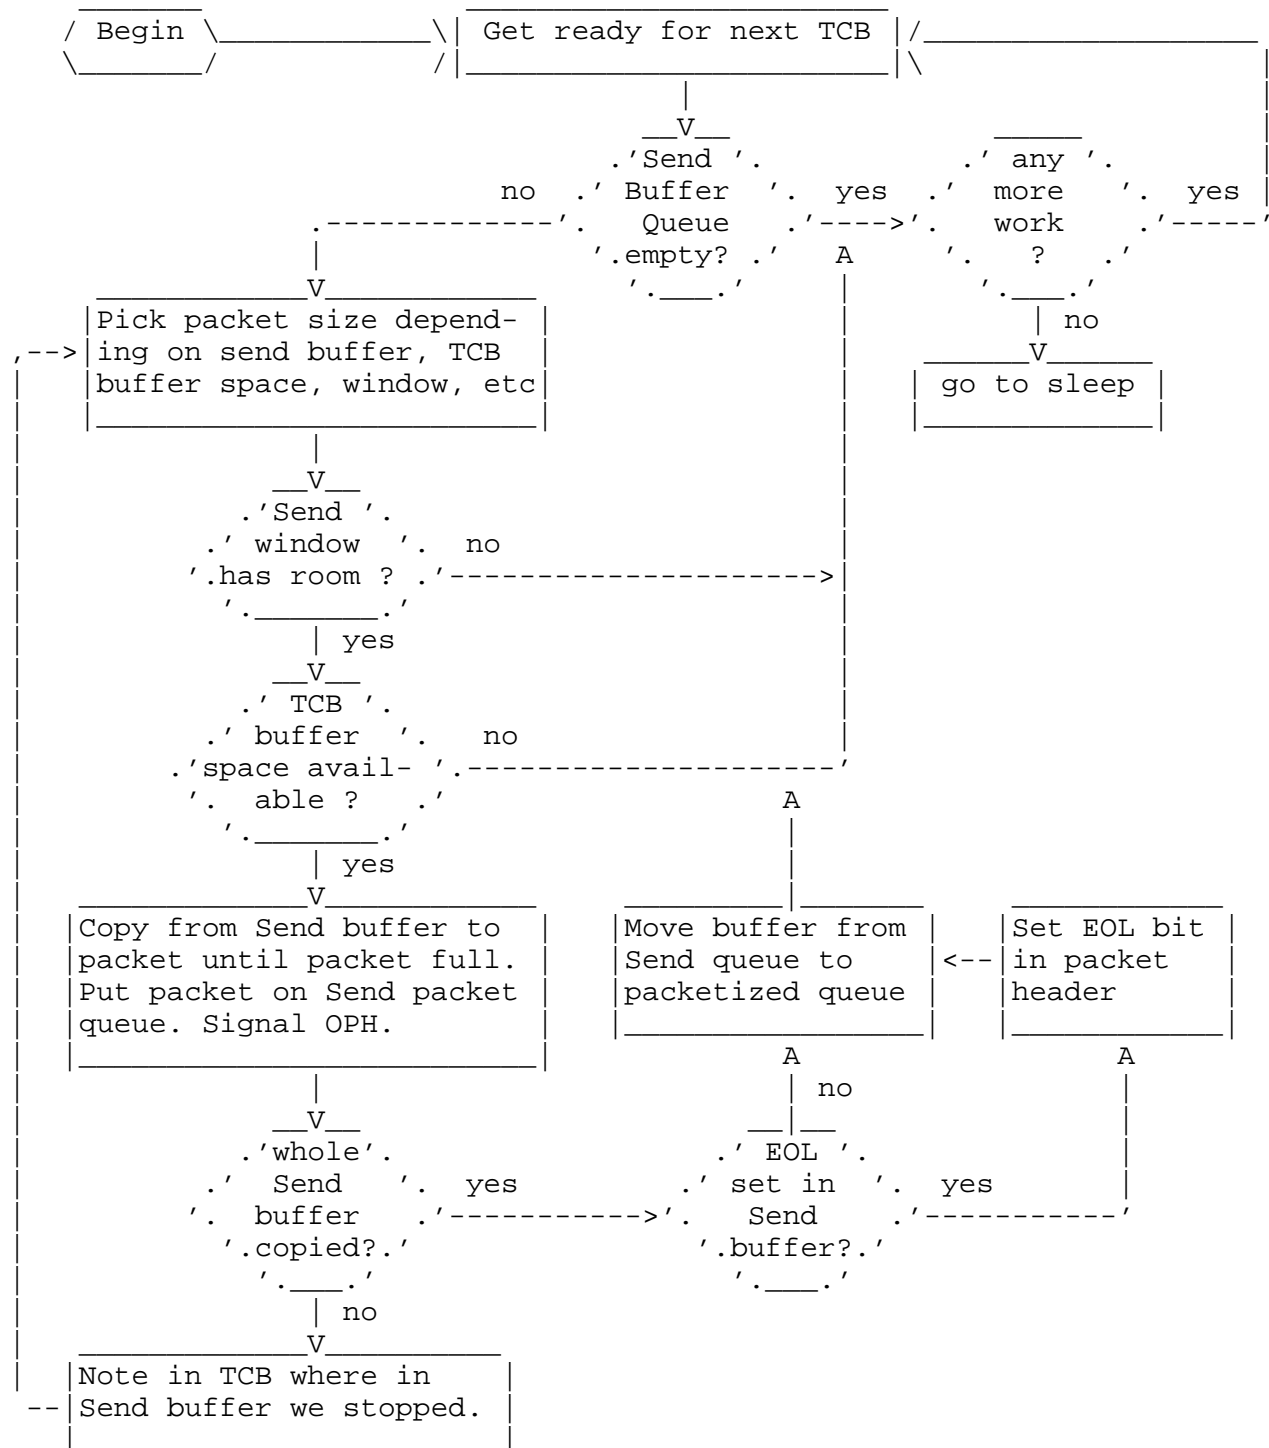 Begin
Get ready for next TCB
Send
Buffer
Queue
empty?
no
yes
any
more
work
?
yes
no
go to sleep
Pick packet size depend-
ing on send buffer, TCB
buffer space, window, etc
Send
window
has room ?
no
yes
TCB
buffer
space avail-
able ?
no
yes
Copy from Send buffer to
packet until packet full.
Put packet on Send packet
queue. Signal OPH.
Move buffer from
Send queue to
packetized queue
Set EOL bit
in packet
header
no
whole
Send
buffer
copied?
yes
EOL
set in
Send
buffer?
yes
no
Note in TCB where in
Send buffer we stopped.